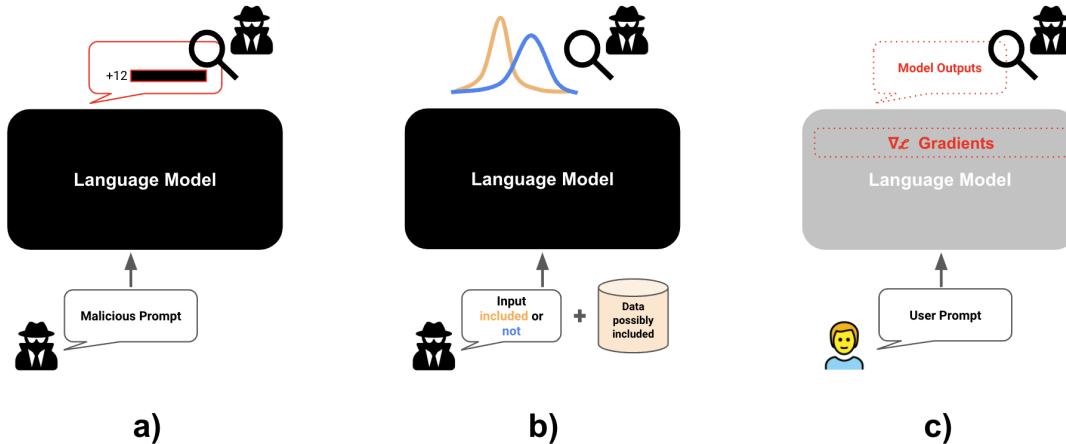 +12
Language Model
Malicious Prompt
a)
Language Model
Input
included or
not
+
Data
possibly
included
b)
Model Outputs
∇ℒ Gradients
Language Model
User Prompt
c)